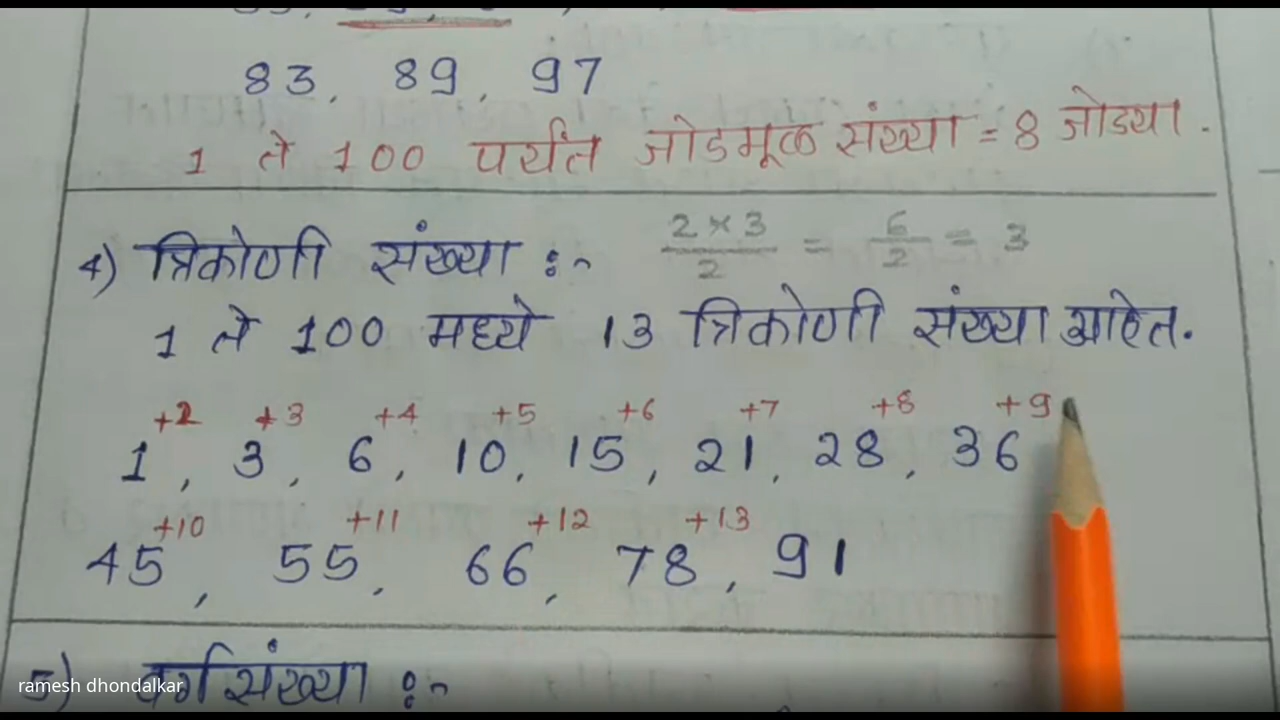 83, 89, 97
1 ते 100 पर्यंत जोडमूळ संख्या = 8 जोड्या.
4) त्रिकोणी संख्या :- 2 × 3 / 2 = 6 / 2 = 3
1 ते 100 मध्ये 13 त्रिकोणी संख्या आहेत.
+2 +3 +4 +5 +6 +7 +8 +9
1, 3, 6, 10, 15, 21, 28, 36
+10 +11 +12 +13
45, 55, 66, 78, 91
5) वर्ग संख्या :-
ramesh dhondalkar